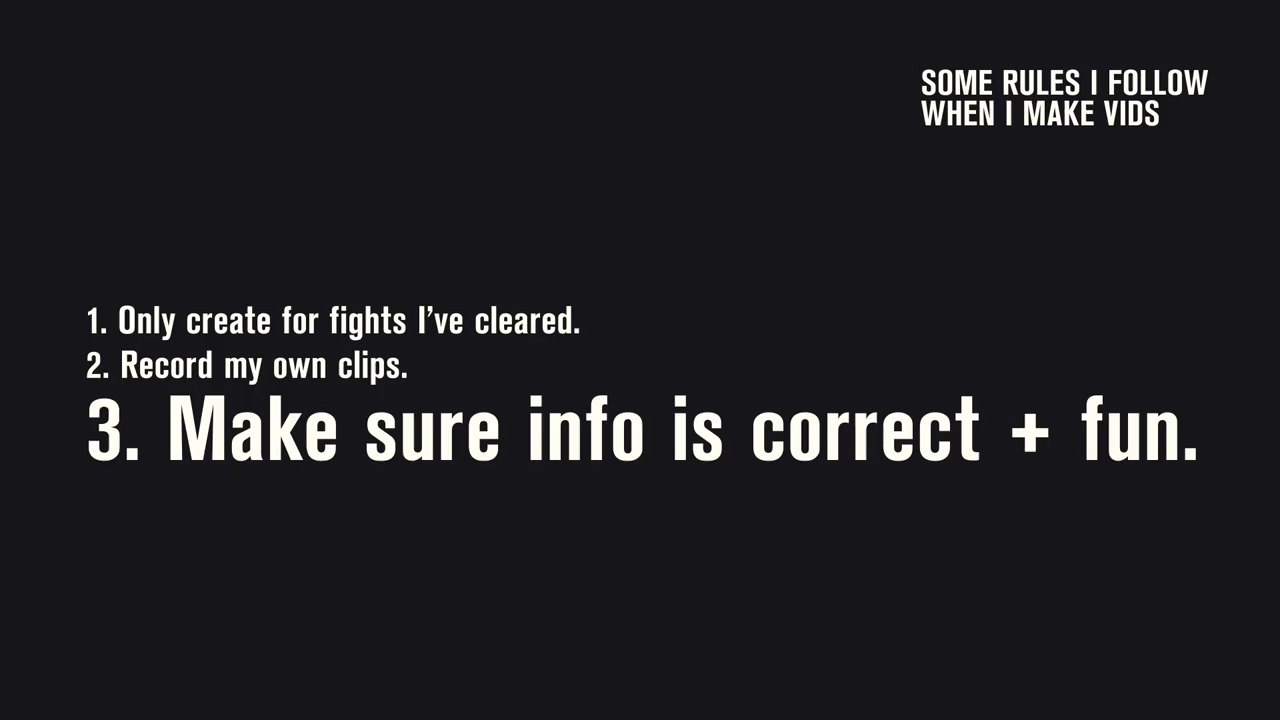 SOME RULES I FOLLOW
WHEN I MAKE VIDS
1. Only create for fights I’ve cleared.
2. Record my own clips.
3. Make sure info is correct + fun.